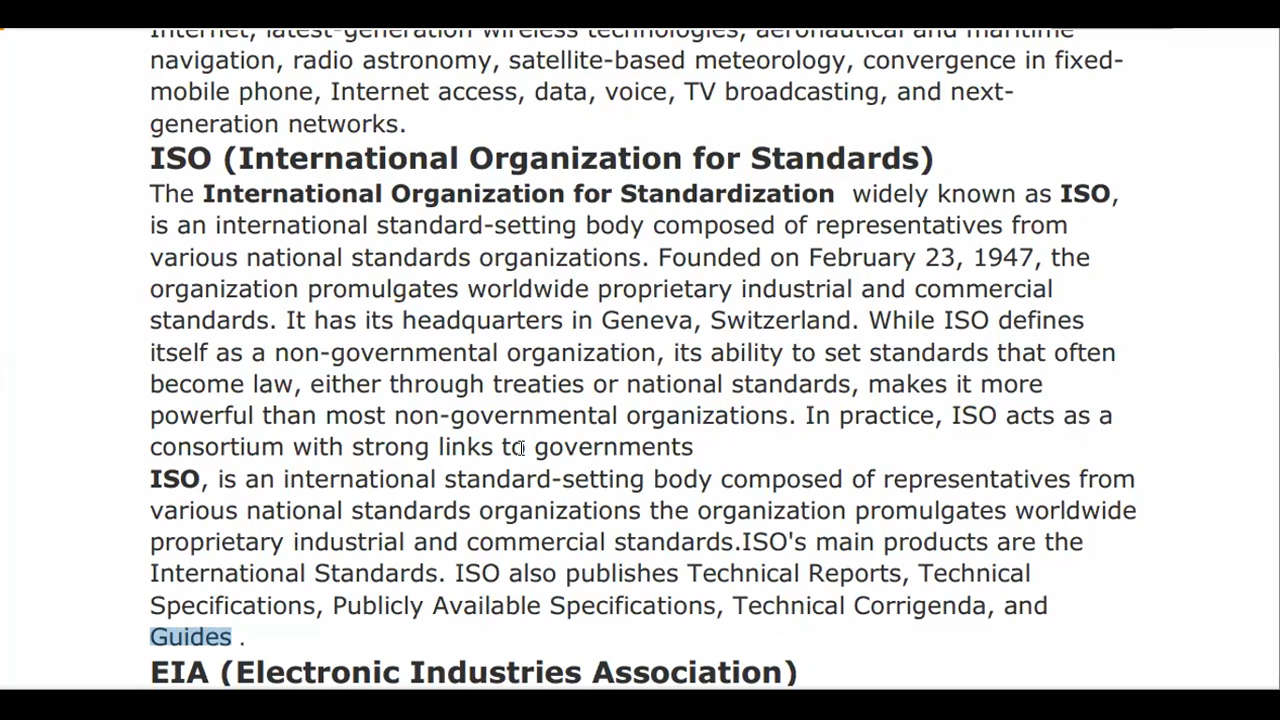 Internet, latest-generation wireless technologies, aeronautical and maritime
navigation, radio astronomy, satellite-based meteorology, convergence in fixed-
mobile phone, Internet access, data, voice, TV broadcasting, and next-
generation networks.
ISO (International Organization for Standards)
The International Organization for Standardization widely known as ISO,
is an international standard-setting body composed of representatives from
various national standards organizations. Founded on February 23, 1947, the
organization promulgates worldwide proprietary industrial and commercial
standards. It has its headquarters in Geneva, Switzerland. While ISO defines
itself as a non-governmental organization, its ability to set standards that often
become law, either through treaties or national standards, makes it more
powerful than most non-governmental organizations. In practice, ISO acts as a
consortium with strong links to governments
ISO, is an international standard-setting body composed of representatives from
various national standards organizations the organization promulgates worldwide
proprietary industrial and commercial standards.ISO's main products are the
International Standards. ISO also publishes Technical Reports, Technical
Specifications, Publicly Available Specifications, Technical Corrigenda, and
Guides .
EIA (Electronic Industries Association)